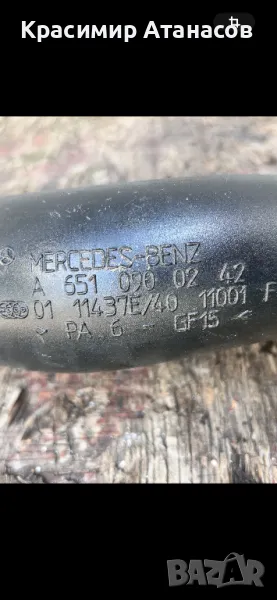 Красимир Атанасов
MERCEDES-BENZ
A 651 090 02 42
01 11437E/40 11001 F
> PA 6 - GF15 <
BAZAR